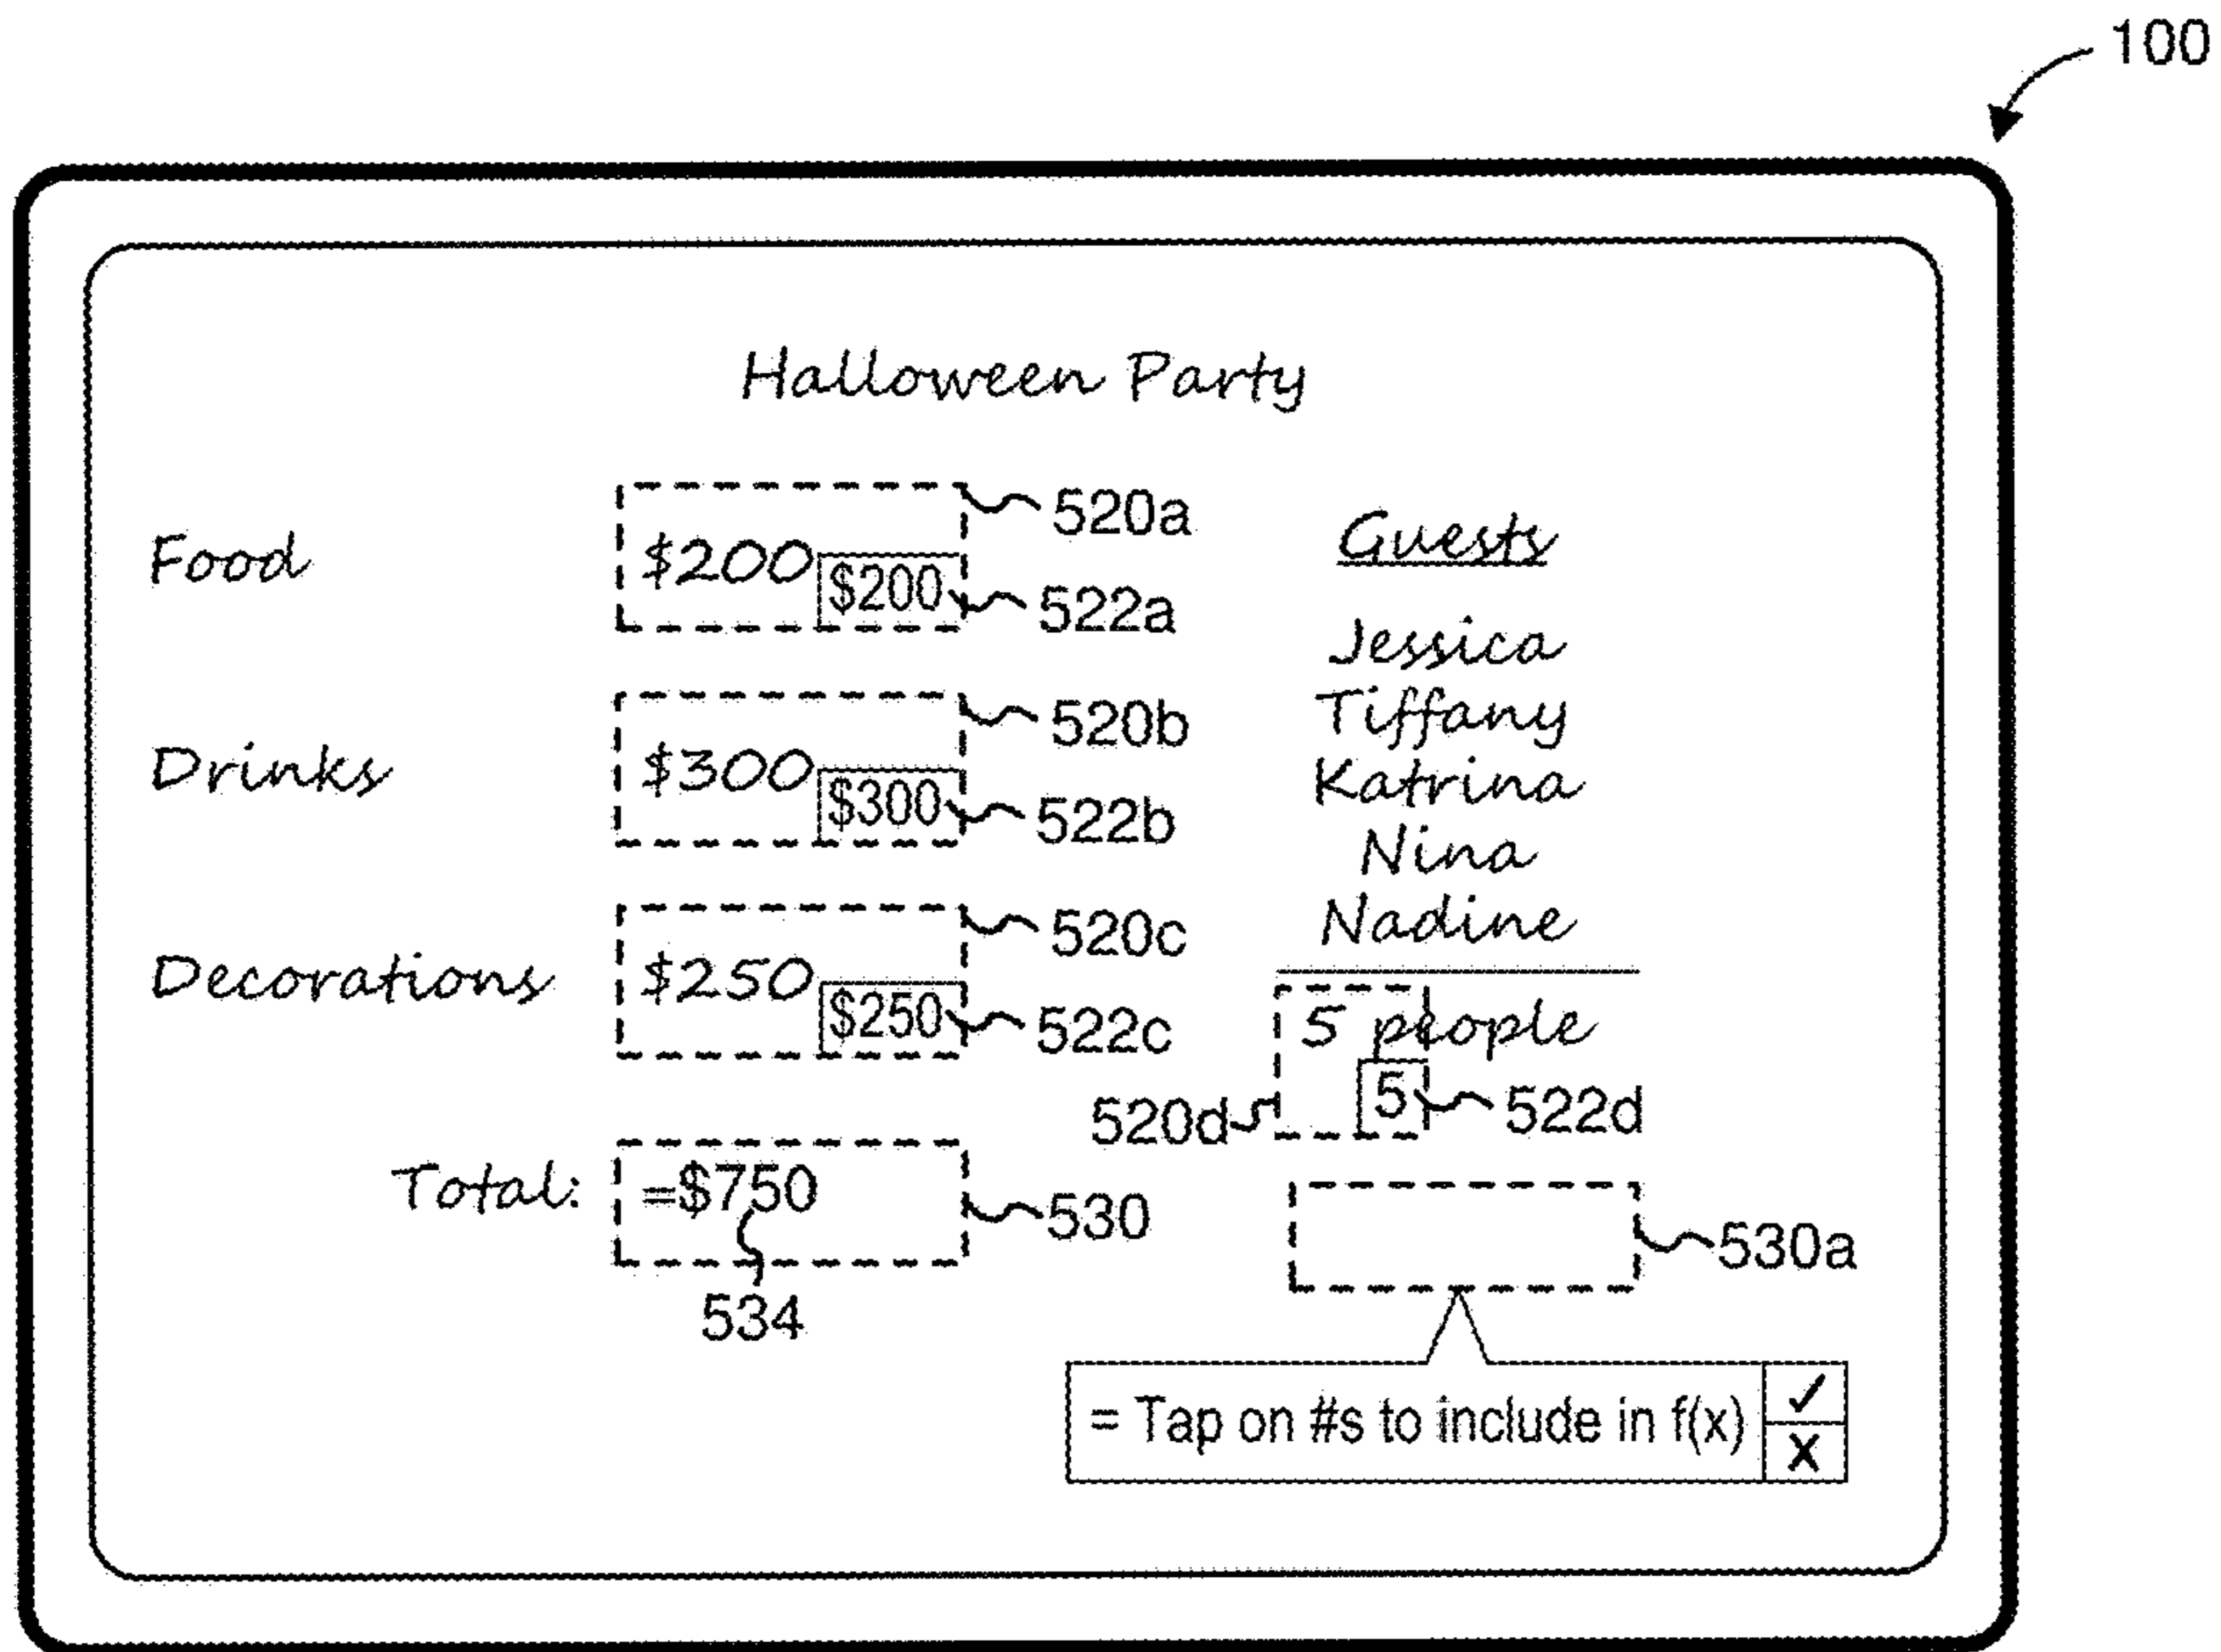 100
Halloween Party
Food $200 $200 520a 522a
Drinks $300 $300 520b 522b
Decorations $250 $250 520c 522c
Total: =$750 530
534
Guests
Jessica
Tiffany
Katrina
Nina
Nadine
5 people
5
520d 522d
530a
= Tap on #s to include in f(x) ✓
X